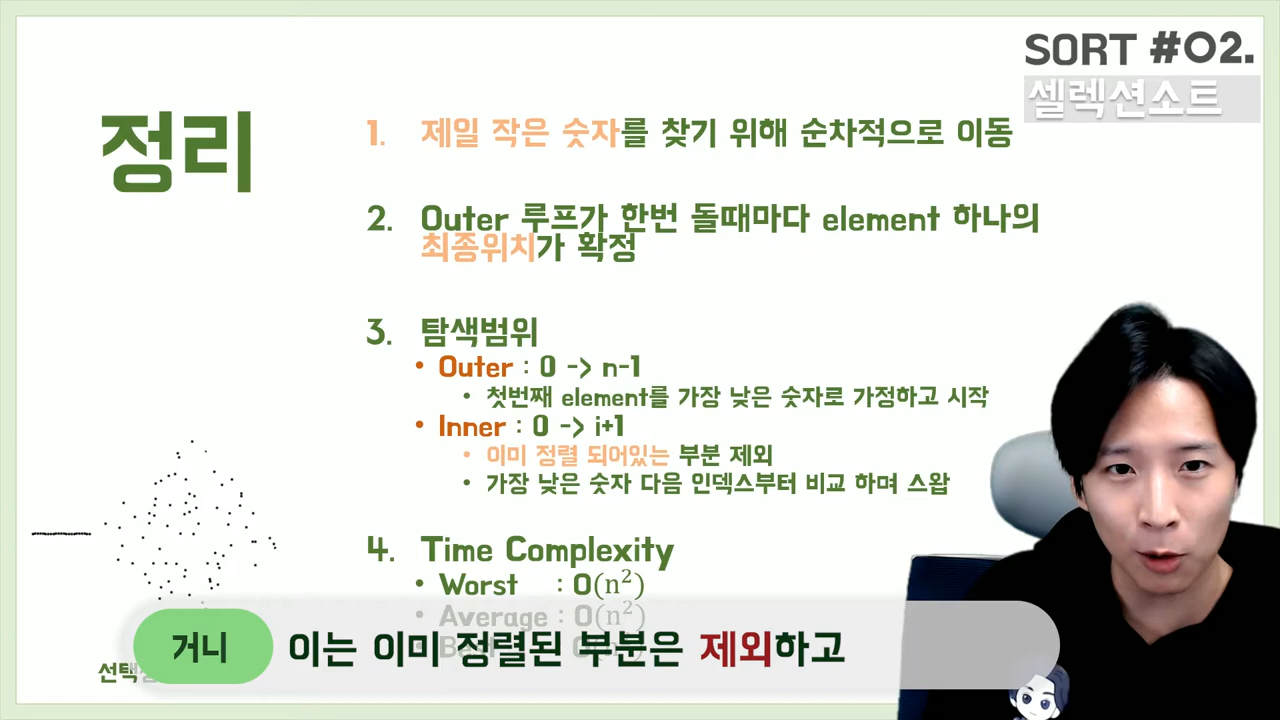 SORT #02.
셀렉션소트
정리
1. 제일 작은 숫자를 찾기 위해 순차적으로 이동
2. Outer 루프가 한번 돌때마다 element 하나의
최종위치가 확정
3. 탐색범위
• Outer : 0 -> n-1
• 첫번째 element를 가장 낮은 숫자로 가정하고 시작
• Inner : 0 -> i+1
• 이미 정렬 되어있는 부분 제외
• 가장 낮은 숫자 다음 인덱스부터 비교 하며 스왑
4. Time Complexity
• Worst : O(n²)
• Average : O(n²)
거니 이는 이미 정렬된 부분은 제외하고
선택